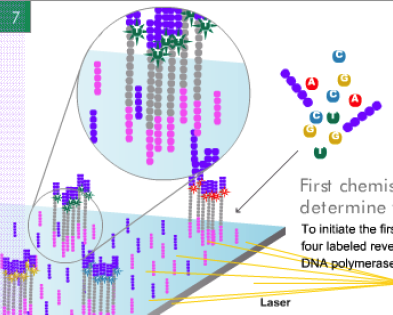 7
C
G
A
C
A
C
T
G
G
T
First chemis
determine
To initiate the firs
four labeled reve
DNA polymerase
Laser